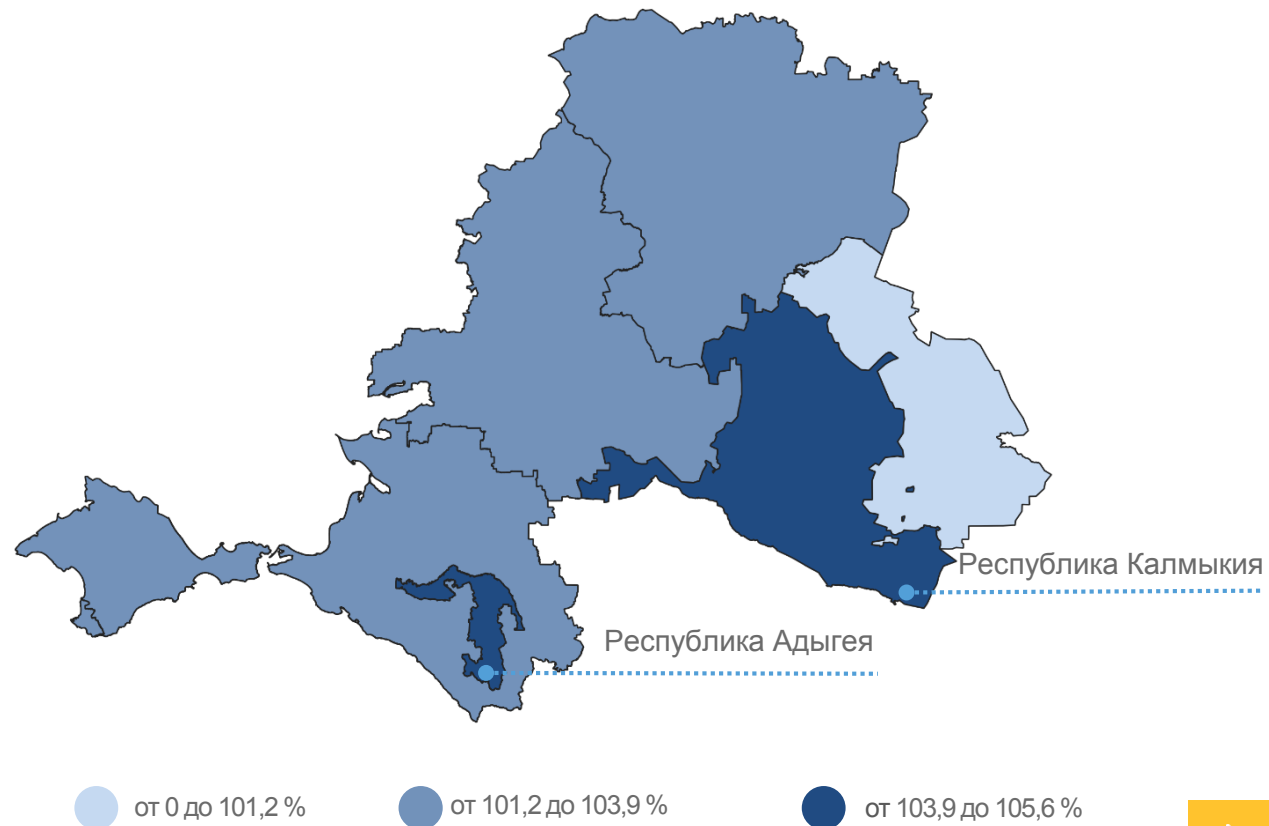 Республика Калмыкия
Республика Адыгея
от 0 до 101,2 %
от 101,2 до 103,9 %
от 103,9 до 105,6 %